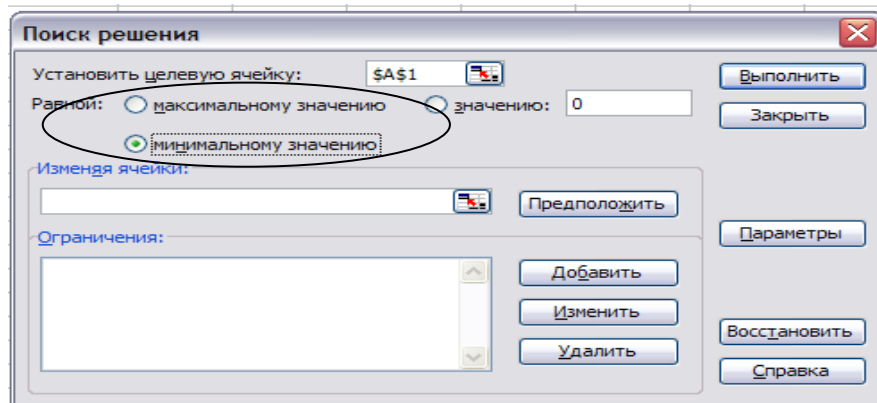 Поиск решения
Установить целевую ячейку: $A$1
Выполнить
Равной: максимальному значению значению: 0
Закрыть
минимальному значению
Изменяя ячейки:
Предположить
Ограничения:
Параметры
Добавить
Изменить
Восстановить
Удалить
Справка